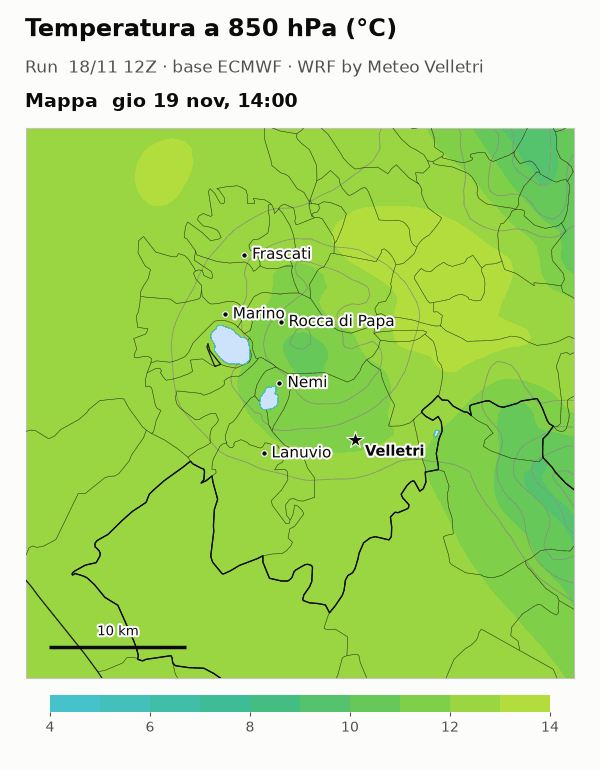 Temperatura a 850 hPa (°C)
Run 18/11 12Z · base ECMWF · WRF by Meteo Velletri
Mappa gio 19 nov, 14:00
Frascati
Marino
Rocca di Papa
Nemi
Velletri
Lanuvio
10 km
4 6 8 10 12 14